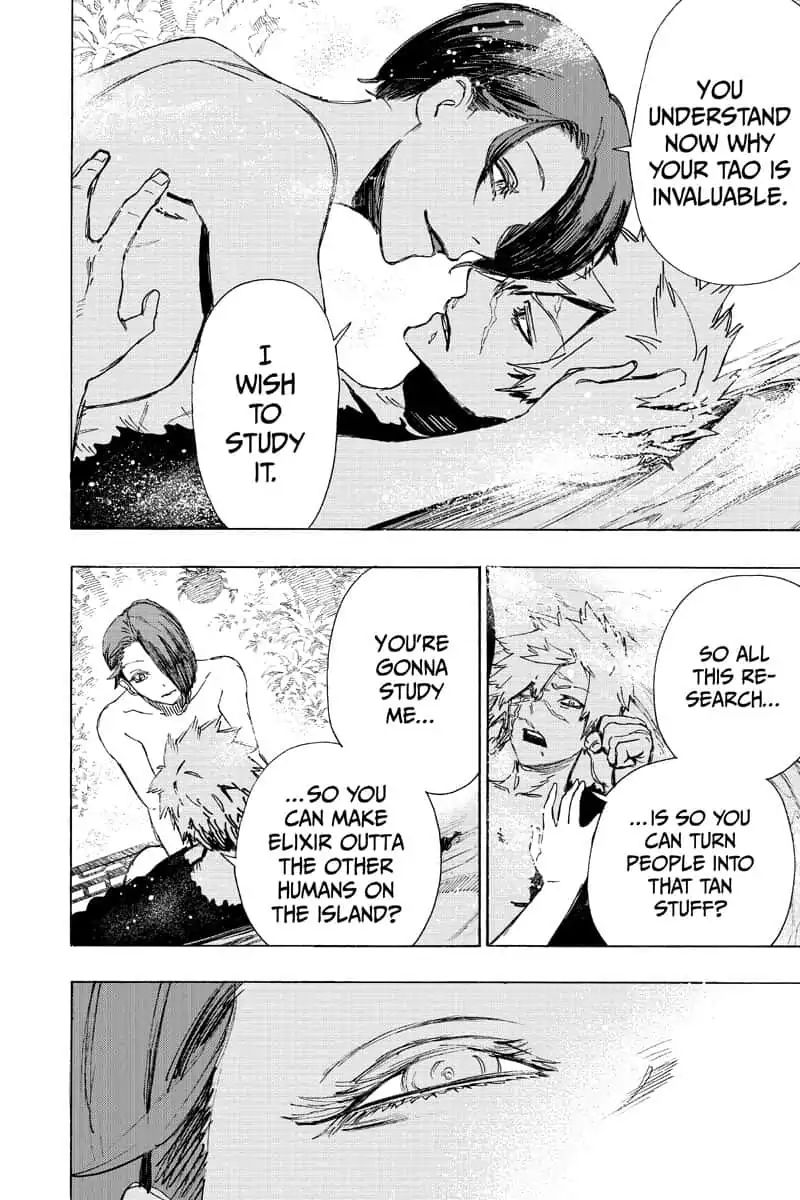 YOU
UNDERSTAND
NOW WHY
YOUR TAO IS
INVALUABLE.
I
WISH
TO
STUDY
IT.
SO ALL
THIS RE-
SEARCH...
...IS SO YOU
CAN TURN
PEOPLE INTO
THAT TAN
STUFF?
YOU'RE
GONNA
STUDY
ME...
...SO YOU
CAN MAKE
ELIXIR OUTTA
THE OTHER
HUMANS ON
THE ISLAND?